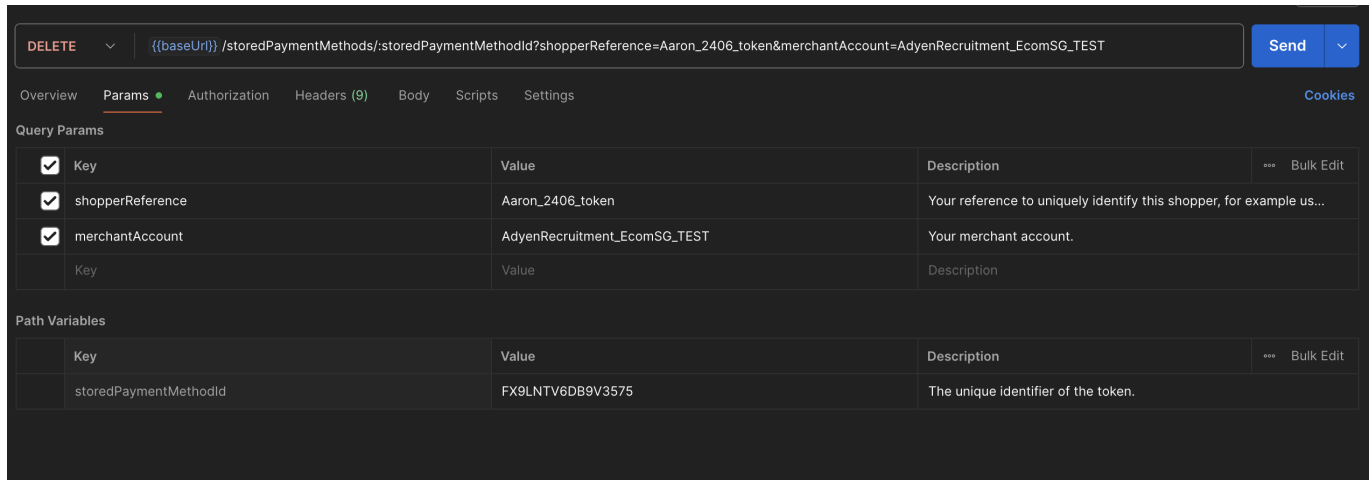 DELETE {{baseUrl}} /storedPaymentMethods/:storedPaymentMethodId?shopperReference=Aaron_2406_token&merchantAccount=AdyenRecruitment_EcomSG_TEST Send
Overview Params Authorization Headers (9) Body Scripts Settings Cookies
Query Params
Key Value Description Bulk Edit
shopperReference Aaron_2406_token Your reference to uniquely identify this shopper, for example us...
merchantAccount AdyenRecruitment_EcomSG_TEST Your merchant account.
Key Value Description
Path Variables
Key Value Description Bulk Edit
storedPaymentMethodId FX9LNTV6DB9V3575 The unique identifier of the token.